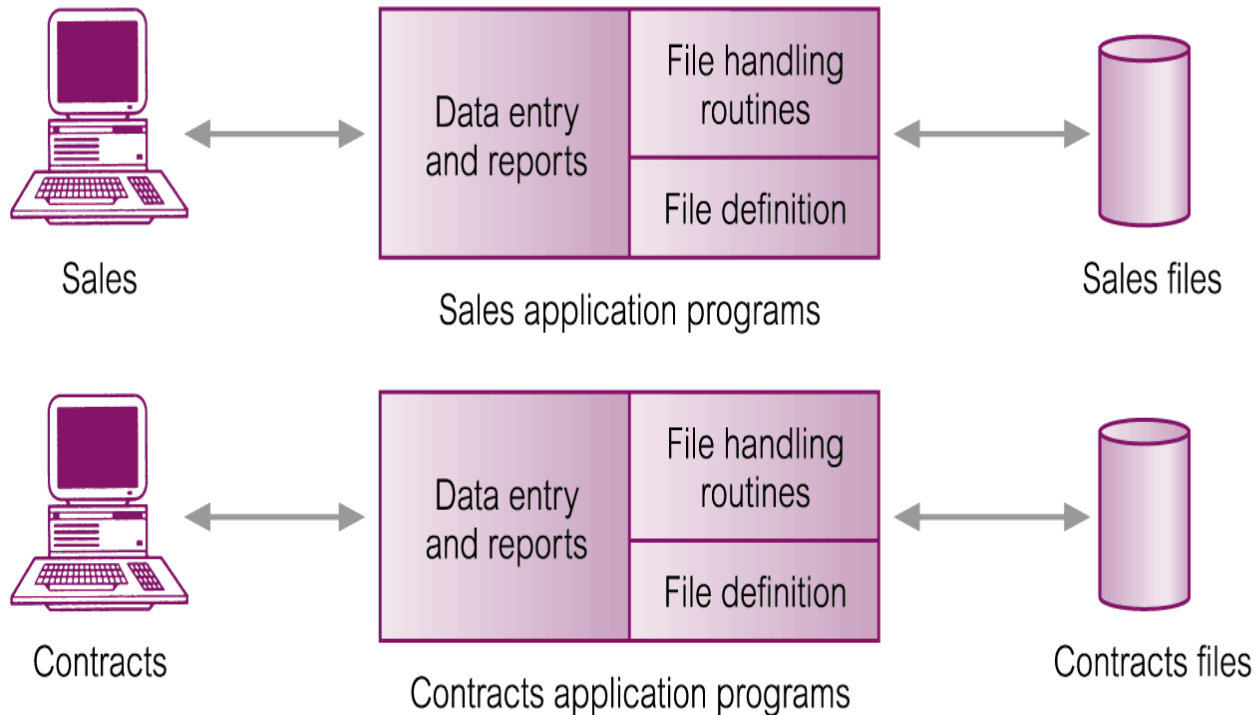 Data entry
and reports
File handling
routines
File definition
Sales
Sales application programs
Sales files
Data entry
and reports
File handling
routines
File definition
Contracts
Contracts application programs
Contracts files